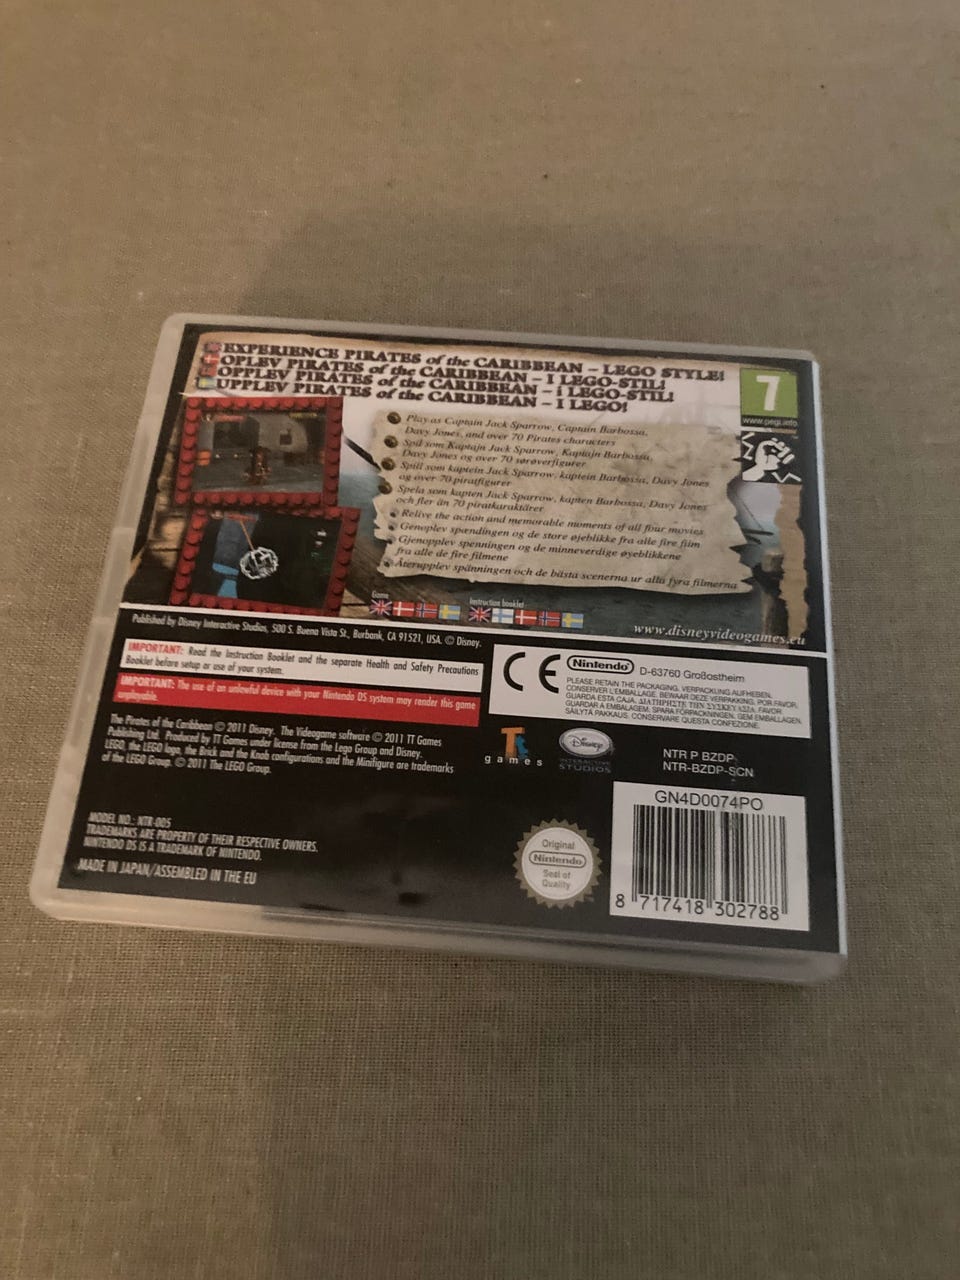 EXPERIENCE PIRATES of the CARIBBEAN – LEGO STYLE!
OPLEV PIRATES of the CARIBBEAN – I LEGO-STIL!
OPPLEV PIRATES of the CARIBBEAN – i LEGO-STIL!
UPPLEV PIRATES of the CARIBBEAN – I LEGO!
7
www.pegi.info
Play as Captain Jack Sparrow, Captain Barbossa,
Davy Jones, and over 70 Pirates characters
Spil som Kaptajn Jack Sparrow, Kaptajn Barbossa,
Davy Jones og over 70 sørøverfigurer
Spill som kaptein Jack Sparrow, kaptein Barbossa, Davy Jones
og over 70 piratfigurer
Spela som kapten Jack Sparrow, kapten Barbossa, Davy Jones
och fler än 70 piratkaraktärer
Relive the action and memorable moments of all four movies
Genoplev spændingen og de store øjeblikke fra alle fire film
Gjenopplev spenningen og de minneverdige øyeblikkene
fra alle de fire filmene
Återupplev spänningen och de bästa scenerna ur alla fyra filmerna
Game
Instruction booklet
www.disneyvideogames.eu
Published by Disney Interactive Studios, 500 S. Buena Vista St., Burbank, CA 91521, USA. © Disney.
IMPORTANT: Read the Instruction Booklet and the separate Health and Safety Precautions
Booklet before setup or use of your system.
IMPORTANT: The use of an unlawful device with your Nintendo DS system may render this game
unplayable.
CE
Nintendo
D-63760 Großostheim
PLEASE RETAIN THE PACKAGING. VERPACKUNG AUFHEBEN.
CONSERVER L'EMBALLAGE. BEWAAR DEZE VERPAKKING. POR FAVOR,
GUARDA ESTA CAJA. ΔΙΑΤΗΡΗΣΤΕ ΤΗΝ ΣΥΣΚΕΥΑΣΙΑ. FAVOR
GUARDAR A EMBALAGEM. SPARA FÖRPACKNINGEN. GEM EMBALLAGEN.
SÄILYTÄ PAKKAUS. CONSERVARE QUESTA CONFEZIONE.
The Pirates of the Caribbean © 2011 Disney. The Videogame software © 2011 TT Games
Publishing Ltd. Produced by TT Games under license from the Lego Group and Disney.
LEGO, the LEGO logo, the Brick and the Knob configurations and the Minifigure are trademarks
of the LEGO Group. © 2011 The LEGO Group.
Tt
games
Disney
INTERACTIVE
STUDIOS
NTR P BZDP
NTR-BZDP-SCN
GN4D0074PO
8 717418 302788
MODEL NO.: NTR-005
TRADEMARKS ARE PROPERTY OF THEIR RESPECTIVE OWNERS.
NINTENDO DS IS A TRADEMARK OF NINTENDO.
MADE IN JAPAN/ASSEMBLED IN THE EU
Original
Nintendo
Seal of
Quality